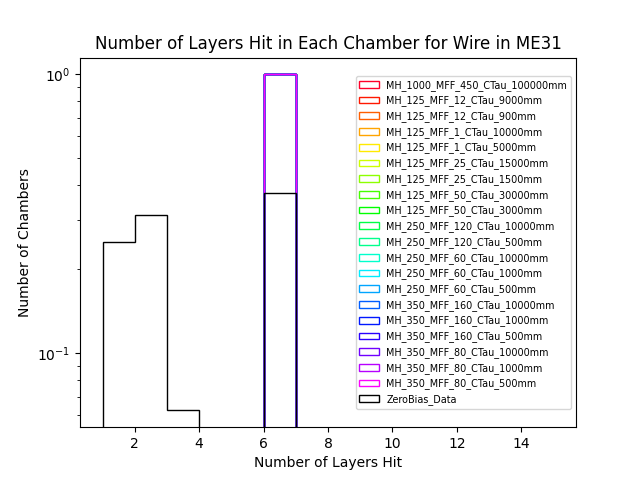 Number of Layers Hit in Each Chamber for Wire in ME31
Number of Chambers
10⁰
10⁻¹
MH_1000_MFF_450_CTau_100000mm
MH_125_MFF_12_CTau_9000mm
MH_125_MFF_12_CTau_900mm
MH_125_MFF_1_CTau_10000mm
MH_125_MFF_1_CTau_5000mm
MH_125_MFF_25_CTau_15000mm
MH_125_MFF_25_CTau_1500mm
MH_125_MFF_50_CTau_30000mm
MH_125_MFF_50_CTau_3000mm
MH_250_MFF_120_CTau_10000mm
MH_250_MFF_120_CTau_500mm
MH_250_MFF_60_CTau_10000mm
MH_250_MFF_60_CTau_1000mm
MH_250_MFF_60_CTau_500mm
MH_350_MFF_160_CTau_10000mm
MH_350_MFF_160_CTau_1000mm
MH_350_MFF_160_CTau_500mm
MH_350_MFF_80_CTau_10000mm
MH_350_MFF_80_CTau_1000mm
MH_350_MFF_80_CTau_500mm
ZeroBias_Data
2 4 6 8 10 12 14
Number of Layers Hit